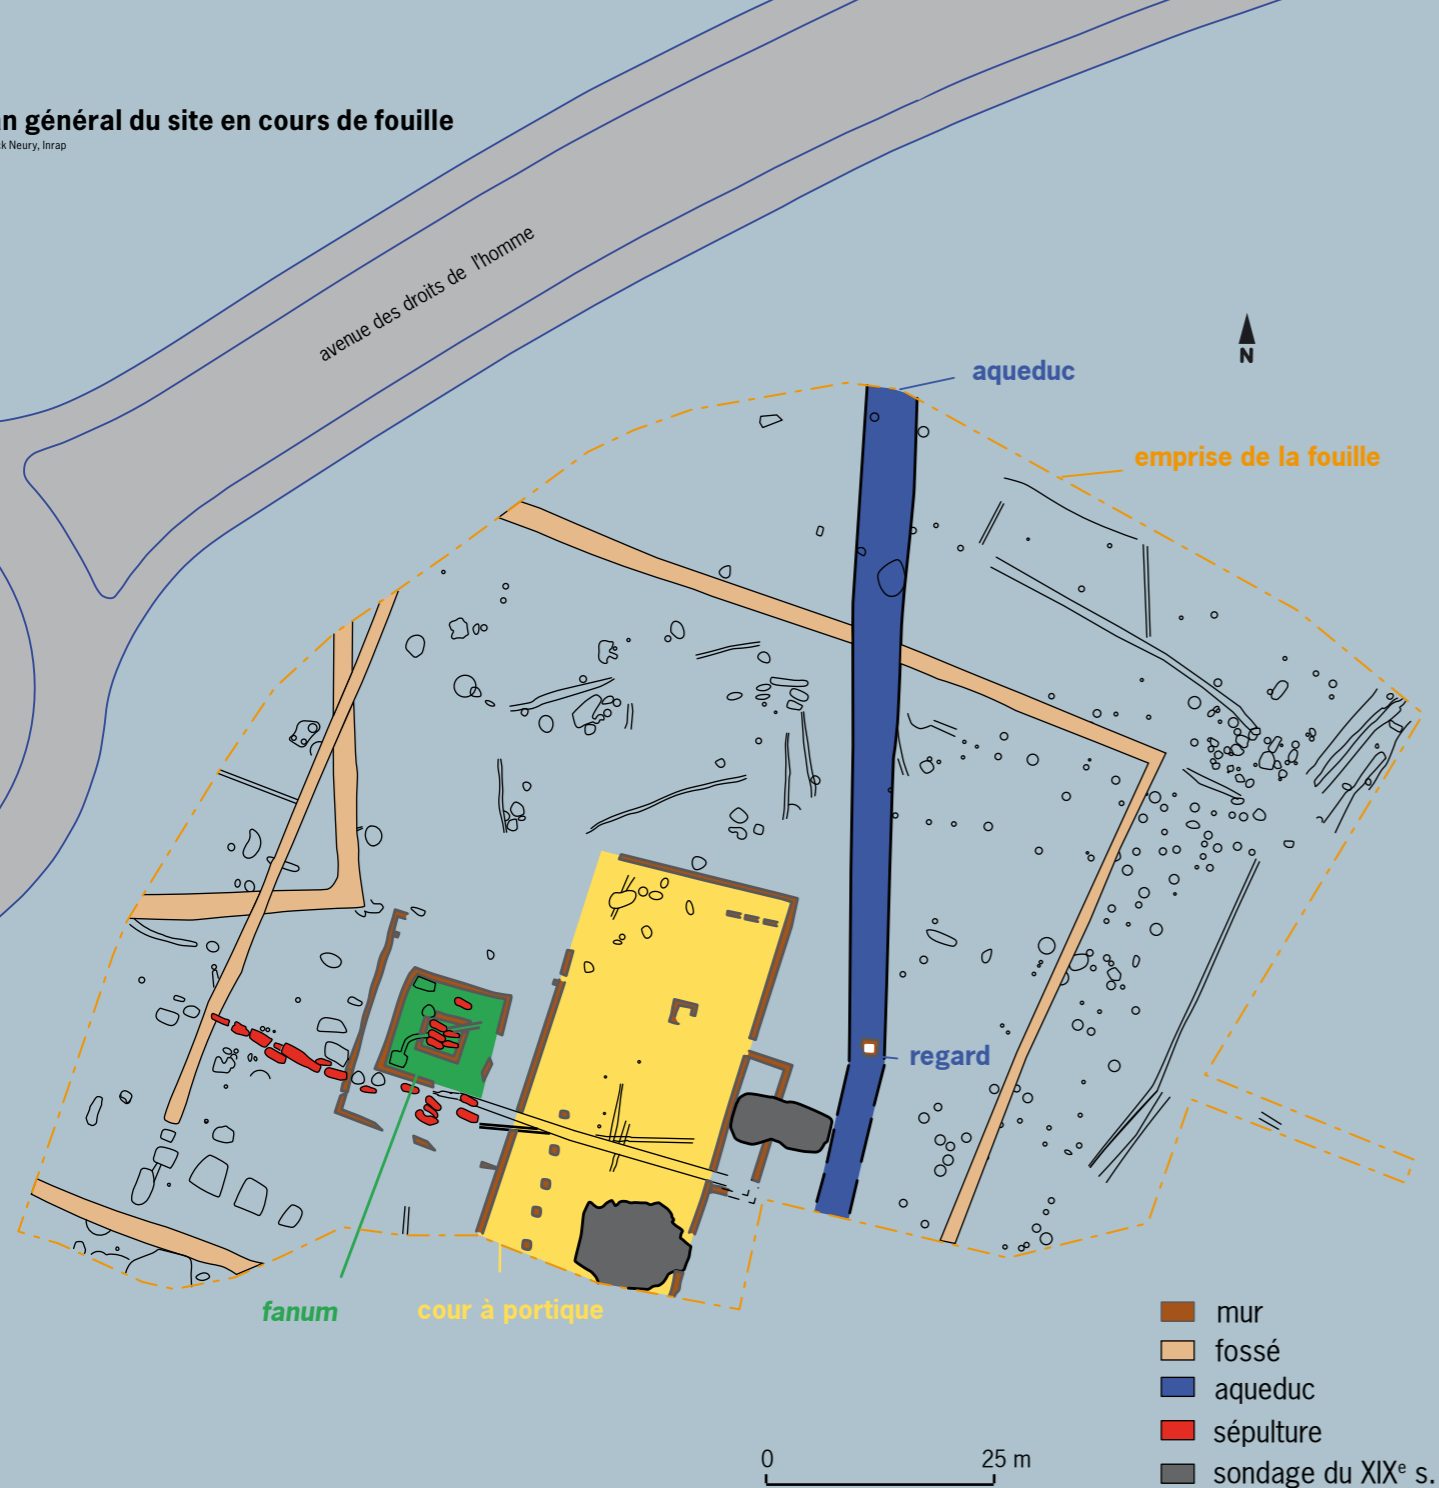 général du site en cours de fouille
Neury, Inrap
avenue des droits de l'homme
N
aqueduc
emprise de la fouille
regard
fanum
cour à portique
mur
fossé
aqueduc
sépulture
sondage du XIXe s.
0 25 m